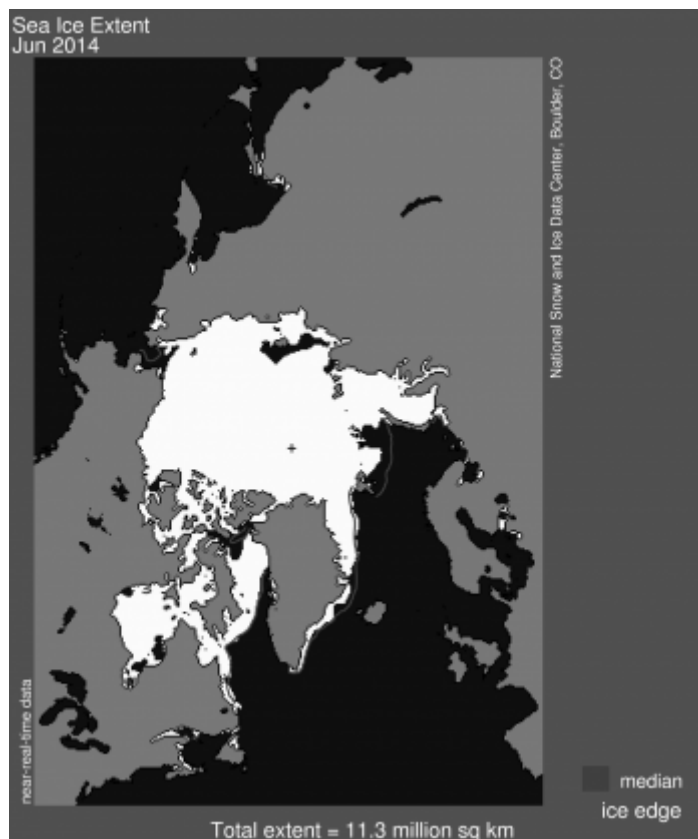 Sea Ice Extent
Jun 2014
National Snow and Ice Data Center, Boulder, CO
near-real-time data
median
ice edge
Total extent = 11.3 million sq km